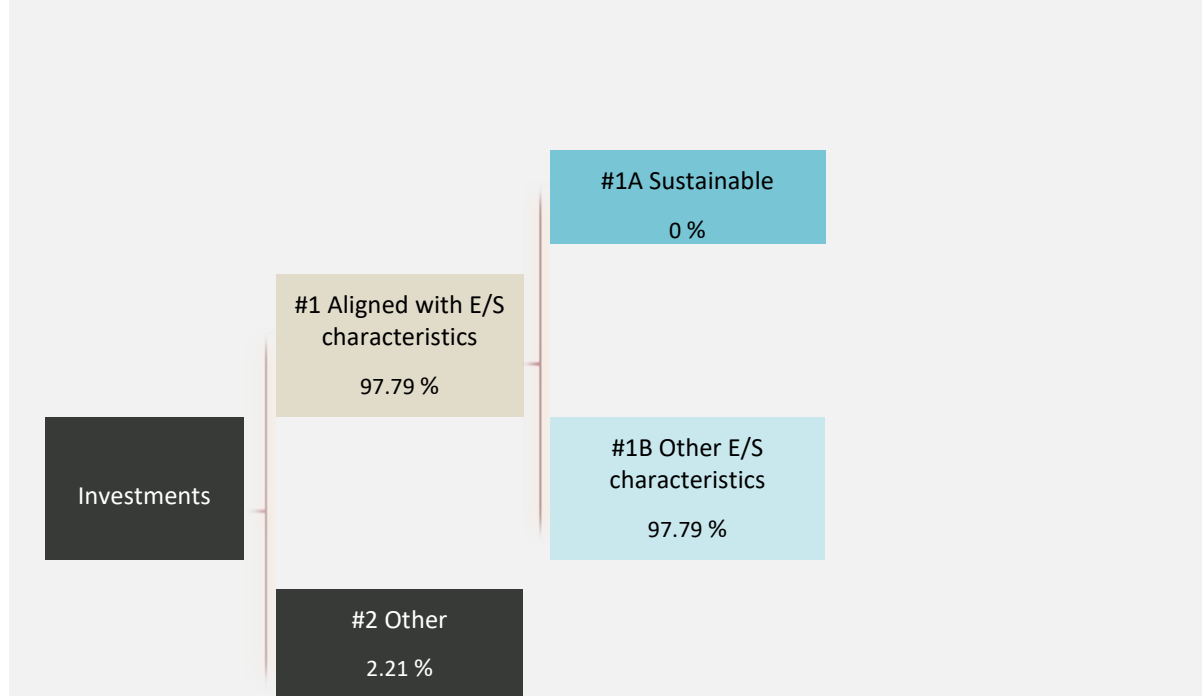 #1A Sustainable
0 %
#1 Aligned with E/S
characteristics
97.79 %
#1B Other E/S
characteristics
97.79 %
Investments
#2 Other
2.21 %